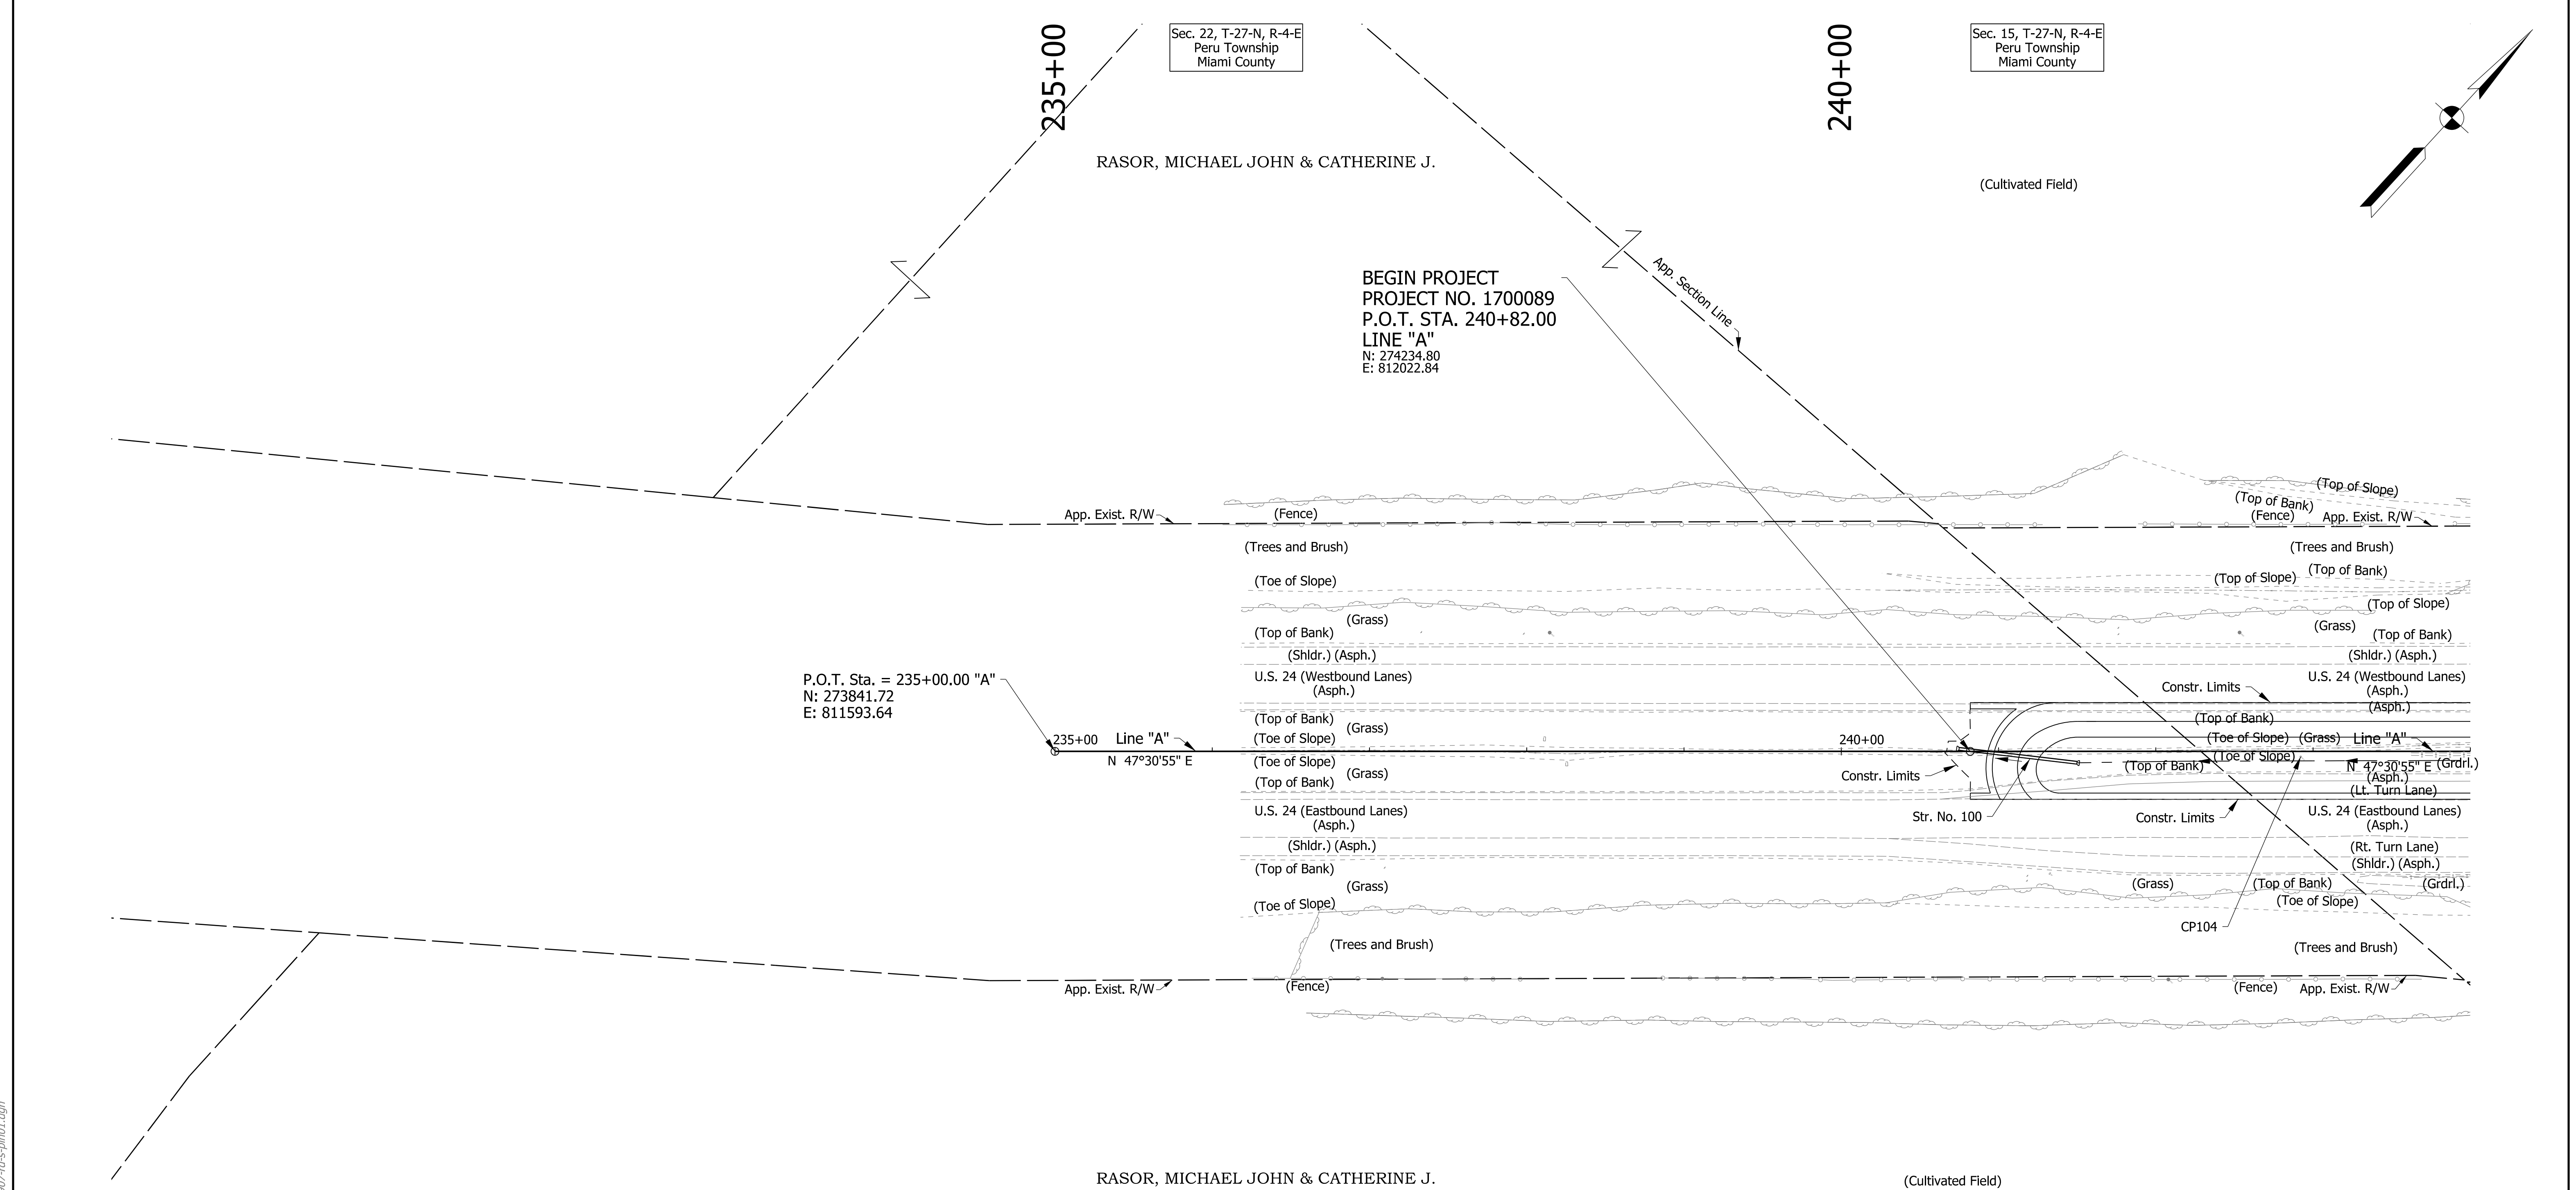 235+00
Sec. 22, T-27-N, R-4-E
Peru Township
Miami County
240+00
Sec. 15, T-27-N, R-4-E
Peru Township
Miami County
RASOR, MICHAEL JOHN & CATHERINE J.
(Cultivated Field)
BEGIN PROJECT
PROJECT NO. 1700089
P.O.T. STA. 240+82.00
LINE "A"
N: 274234.80
E: 812022.84
App. Section Line
App. Exist. R/W
(Fence)
(Top of Slope)
(Top of Bank)
(Fence)
App. Exist. R/W
(Trees and Brush)
(Trees and Brush)
(Toe of Slope)
(Top of Slope)
(Top of Bank)
(Top of Slope)
(Grass)
(Grass)
(Top of Bank)
(Top of Bank)
(Shldr.) (Asph.)
(Shldr.) (Asph.)
P.O.T. Sta. = 235+00.00 "A"
N: 273841.72
E: 811593.64
U.S. 24 (Westbound Lanes)
(Asph.)
U.S. 24 (Westbound Lanes)
(Asph.)
Constr. Limits
(Asph.)
(Top of Bank)
(Grass)
(Top of Bank)
235+00
Line "A"
(Toe of Slope)
240+00
(Toe of Slope)
(Grass)
Line "A"
N 47°30'55" E
(Toe of Slope)
(Toe of Slope)
(Grass)
(Top of Bank)
N 47°30'55" E
(Grdrl.)
(Top of Bank)
Constr. Limits
(Asph.)
(Lt. Turn Lane)
U.S. 24 (Eastbound Lanes)
(Asph.)
Str. No. 100
Constr. Limits
U.S. 24 (Eastbound Lanes)
(Asph.)
(Shldr.) (Asph.)
(Rt. Turn Lane)
(Shldr.) (Asph.)
(Top of Bank)
(Grass)
(Grass)
(Top of Bank)
(Grdrl.)
(Toe of Slope)
(Toe of Slope)
CP104
(Trees and Brush)
(Trees and Brush)
App. Exist. R/W
(Fence)
(Fence)
App. Exist. R/W
RASOR, MICHAEL JOHN & CATHERINE J.
(Cultivated Field)